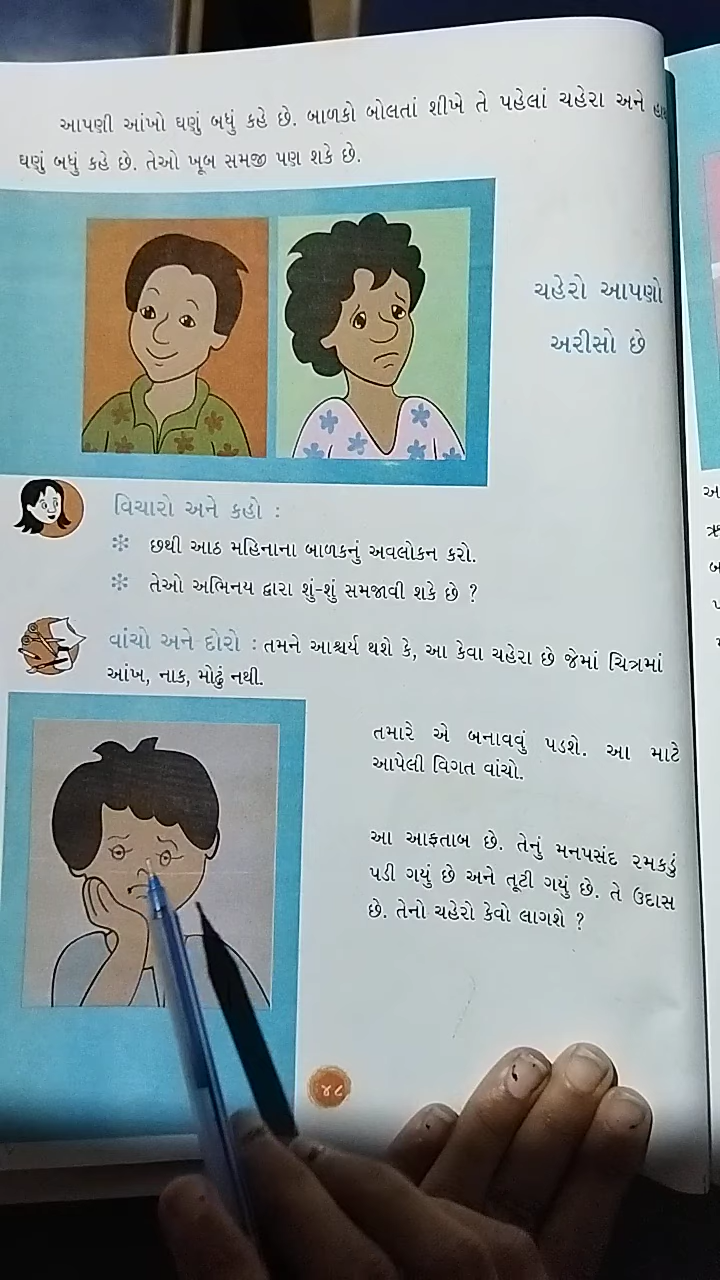 આપણી આંખો ઘણું બધું કહે છે. બાળકો બોલતાં શીખે તે પહેલાં ચહેરા અને
ઘણું બધું કહે છે. તેઓ ખૂબ સમજી પણ શકે છે.
ચહેરો આપણો
અરીસો છે
વિચારો અને કહો :
❇ છથી આઠ મહિનાના બાળકનું અવલોકન કરો.
❇ તેઓ અભિનય દ્વારા શું-શું સમજાવી શકે છે ?
વાંચો અને દોરો : તમને આશ્ચર્ય થશે કે, આ કેવા ચહેરા છે જેમાં ચિત્રમાં
આંખ, નાક, મોઢું નથી.
તમારે એ બનાવવું પડશે. આ માટે
આપેલી વિગત વાંચો.
આ આફતાબ છે. તેનું મનપસંદ રમકડું
પડી ગયું છે અને તૂટી ગયું છે. તે ઉદાસ
છે. તેનો ચહેરો કેવો લાગશે ?
૪૮